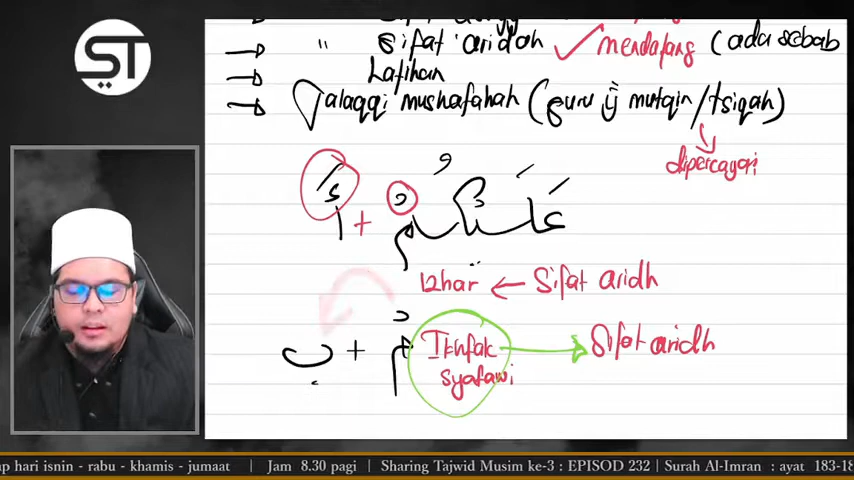 ST
→ " sifat 'aridah ✓ mendatang (ada sebab
→ Latihan
→ Talaqqi mushafahah (guru yg mutqin / tsiqah)
dipercayai
عَلَيْكُمْ + أَ
Izhar ← Sifat aridh
مْ + ب
Ikhfak syafawi → Sifat aridh
ap hari isnin - rabu - khamis - jumaat | Jam 8.30 pagi | Sharing Tajwid Musim ke-3 : EPISOD 232 | Surah Al-Imran : ayat 183-18